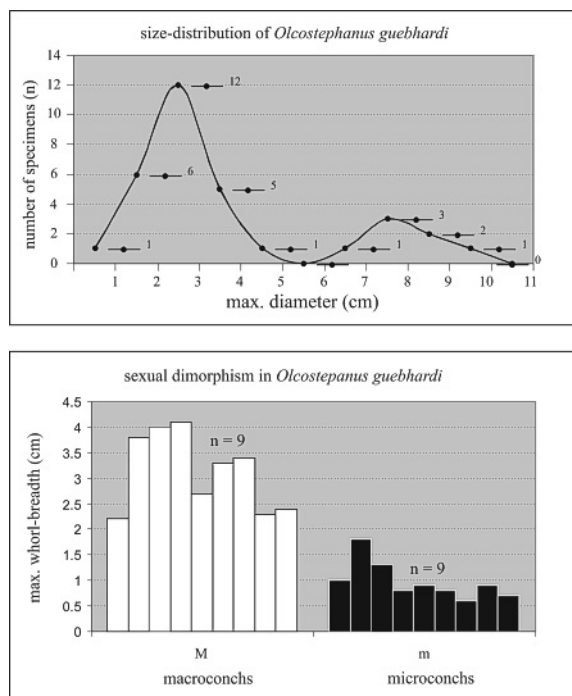 size-distribution of Olcostephanus guebhardi
number of specimens (n)
14
12
10
8
6
4
2
0
12
6
5
1
1
1
3
2
1
0
1 2 3 4 5 6 7 8 9 10 11
max. diameter (cm)
sexual dimorphism in Olcostepanus guebhardi
max. whorl-breadth (cm)
4.5
4
3.5
3
2.5
2
1.5
1
0.5
0
n = 9
n = 9
M m
macroconchs microconchs